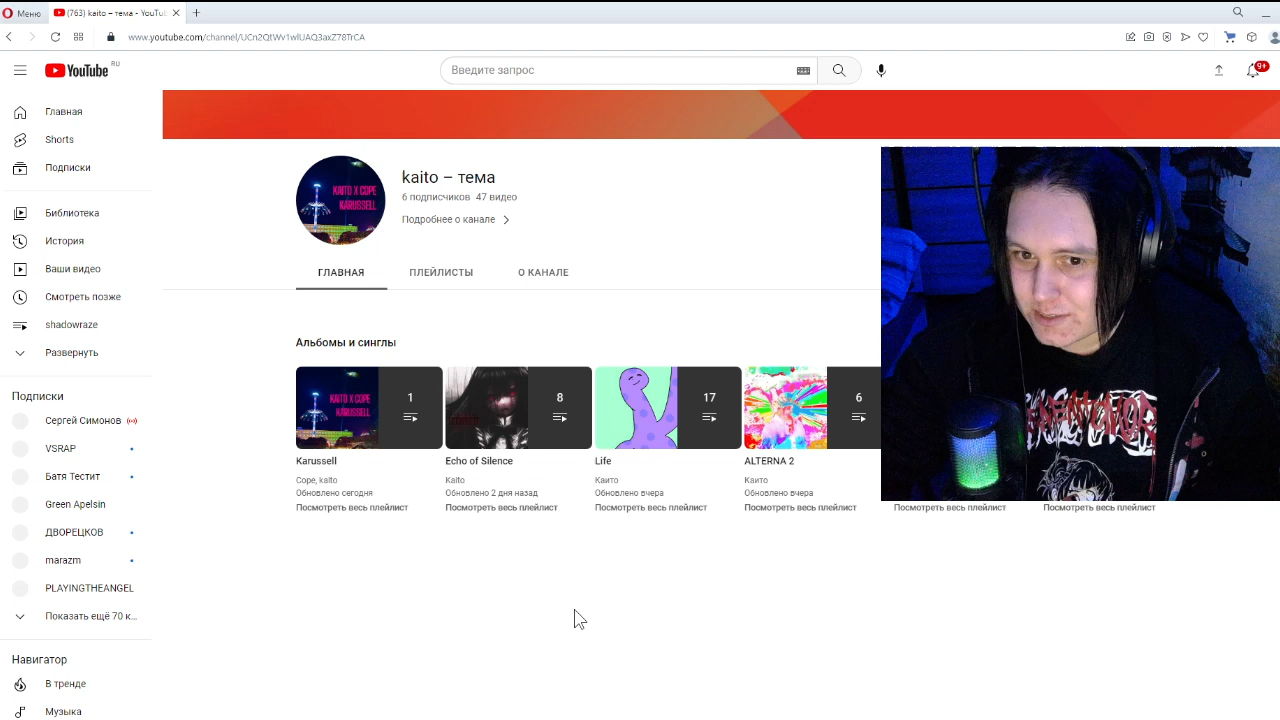 Меню
(763) kaito – тема - YouTu
www.youtube.com/channel/UCn2QtWv1wlUAQ3axZ78TrCA
YouTube
RU
Введите запрос
9+
Главная
Shorts
Подписки
Библиотека
История
Ваши видео
Смотреть позже
shadowraze
Развернуть
Подписки
Сергей Симонов
VSRAP
Батя Тестит
Green Apelsin
ДВОРЕЦКОВ
marazm
PLAYINGTHEANGEL
Показать ещё 70 к...
Навигатор
В тренде
Музыка
KAITO X COPE
KARUSSELL
kaito – тема
6 подписчиков 47 видео
Подробнее о канале
ГЛАВНАЯ ПЛЕЙЛИСТЫ О КАНАЛЕ
Альбомы и синглы
KAITO X COPE
KARUSSELL
1
8
17
6
Karussell
Cope, kaito
Обновлено сегодня
Посмотреть весь плейлист
Echo of Silence
Kaito
Обновлено 2 дня назад
Посмотреть весь плейлист
Life
Каито
Обновлено вчера
Посмотреть весь плейлист
ALTERNA 2
Каито
Обновлено вчера
Посмотреть весь плейлист
Посмотреть весь плейлист
Посмотреть весь плейлист